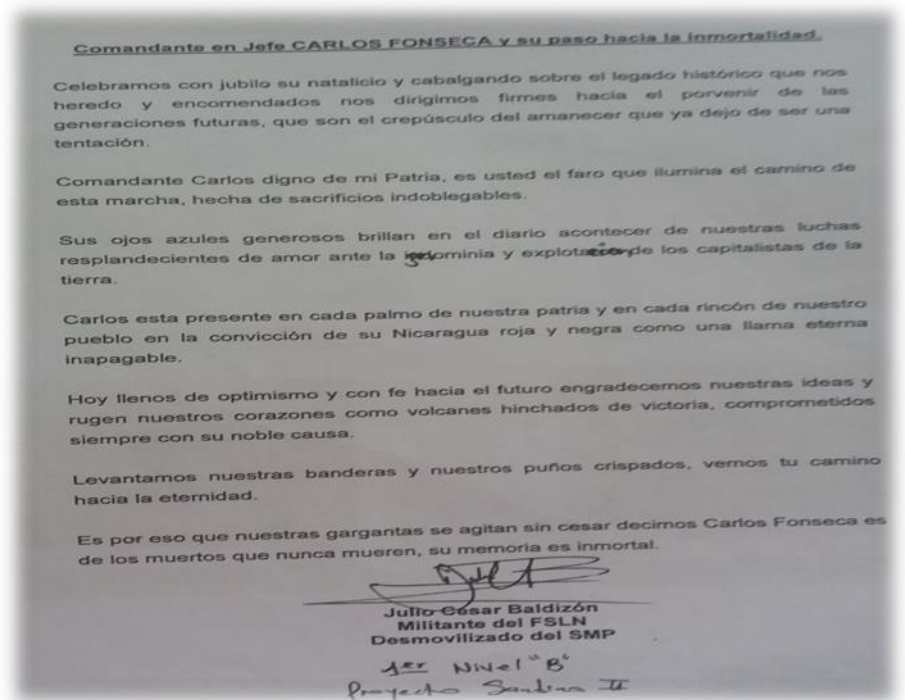 Comandante en Jefe CARLOS FONSECA y su paso hacia la inmortalidad.
Celebramos con jubilo su natalicio y cabalgando sobre el legado histórico que nos
heredo y encomendados nos dirigimos firmes hacia el porvenir de las
generaciones futuras, que son el crepúsculo del amanecer que ya dejo de ser una
tentación.
Comandante Carlos digno de mi Patria, es usted el faro que ilumina el camino de
esta marcha, hecha de sacrificios indoblegables.
Sus ojos azules generosos brillan en el diario acontecer de nuestras luchas
resplandecientes de amor ante la y explotación de los capitalistas de la
tierra.
Carlos esta presente en cada palmo de nuestra patria y en cada rincón de nuestro
pueblo en la convicción de su Nicaragua roja y negra como una llama eterna
inapagable.
Hoy llenos de optimismo y con fe hacia el futuro engradecemos nuestras ideas y
rugen nuestros corazones como volcanes hinchados de victoria, comprometidos
siempre con su noble causa.
Levantamos nuestras banderas y nuestros puños crispados, vemos tu camino
hacia la eternidad.
Es por eso que nuestras gargantas se agitan sin cesar decimos Carlos Fonseca es
de los muertos que nunca mueren, su memoria es inmortal.
Julio Cesar Baldizón
Militante del FSLN
Desmovilizado del SMP
1er Nivel "B"
Proyecto II